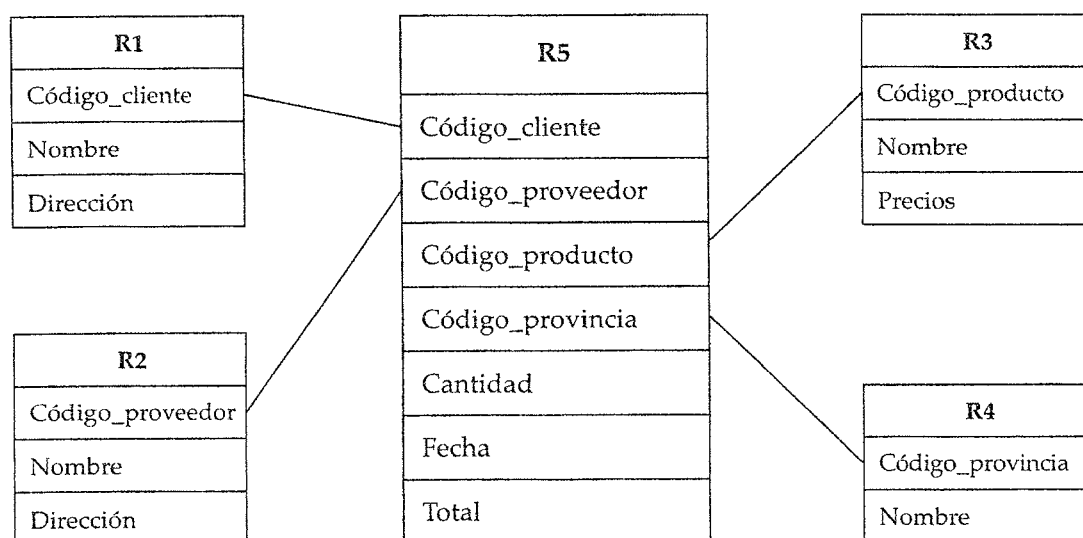 R1
Código_cliente
Nombre
Dirección
R2
Código_proveedor
Nombre
Dirección
R5
Código_cliente
Código_proveedor
Código_producto
Código_provincia
Cantidad
Fecha
Total
R3
Código_producto
Nombre
Precios
R4
Código_provincia
Nombre